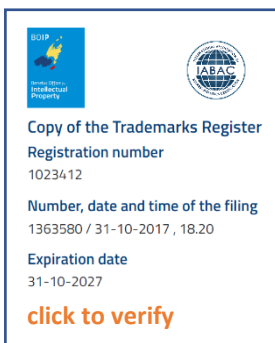 BOIP
Benelux Office for
Intellectual
Property
IABAC
Copy of the Trademarks Register
Registration number
1023412
Number, date and time of the filing
1363580 / 31-10-2017 , 18.20
Expiration date
31-10-2027
click to verify